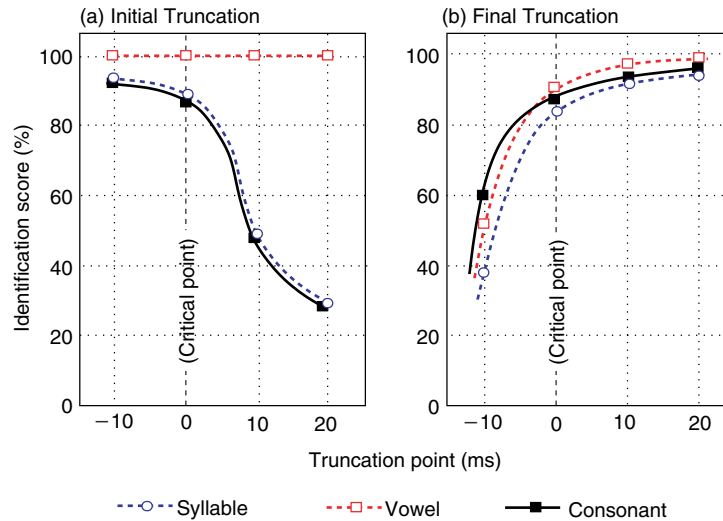 (a) Initial Truncation
(b) Final Truncation
Identification score (%)
100
80
60
40
20
0
(Critical point)
−10
0
10
20
100
80
60
40
20
0
(Critical point)
−10
0
10
20
Truncation point (ms)
Syllable
Vowel
Consonant